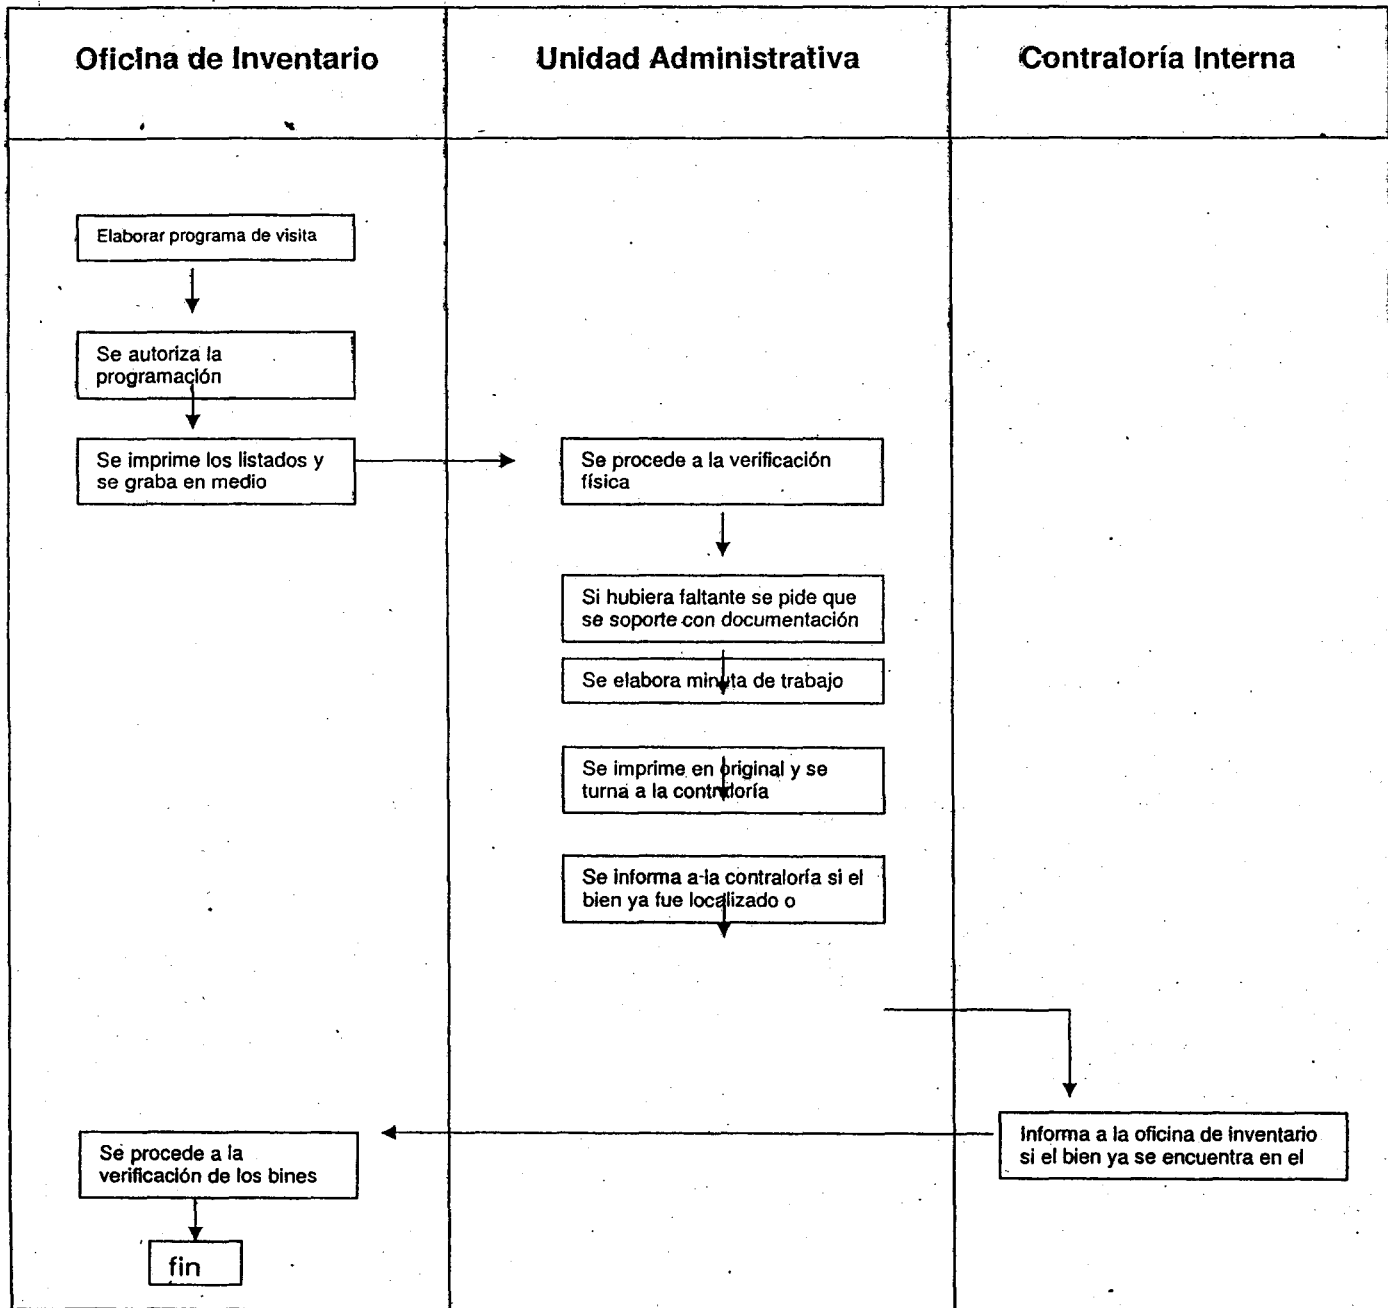 Oficina de Inventario
Unidad Administrativa
Contraloría Interna
Elaborar programa de visita
Se autoriza la
programación
Se imprime los listados y
se graba en medio
Se procede a la verificación
física
Si hubiera faltante se pide que
se soporte con documentación
Se elabora minuta de trabajo
Se imprime en original y se
turna a la contraloría
Se informa a la contraloría si el
bien ya fue localizado o
Informa a la oficina de inventario
si el bien ya se encuentra en el
Se procede a la
verificación de los bines
fin